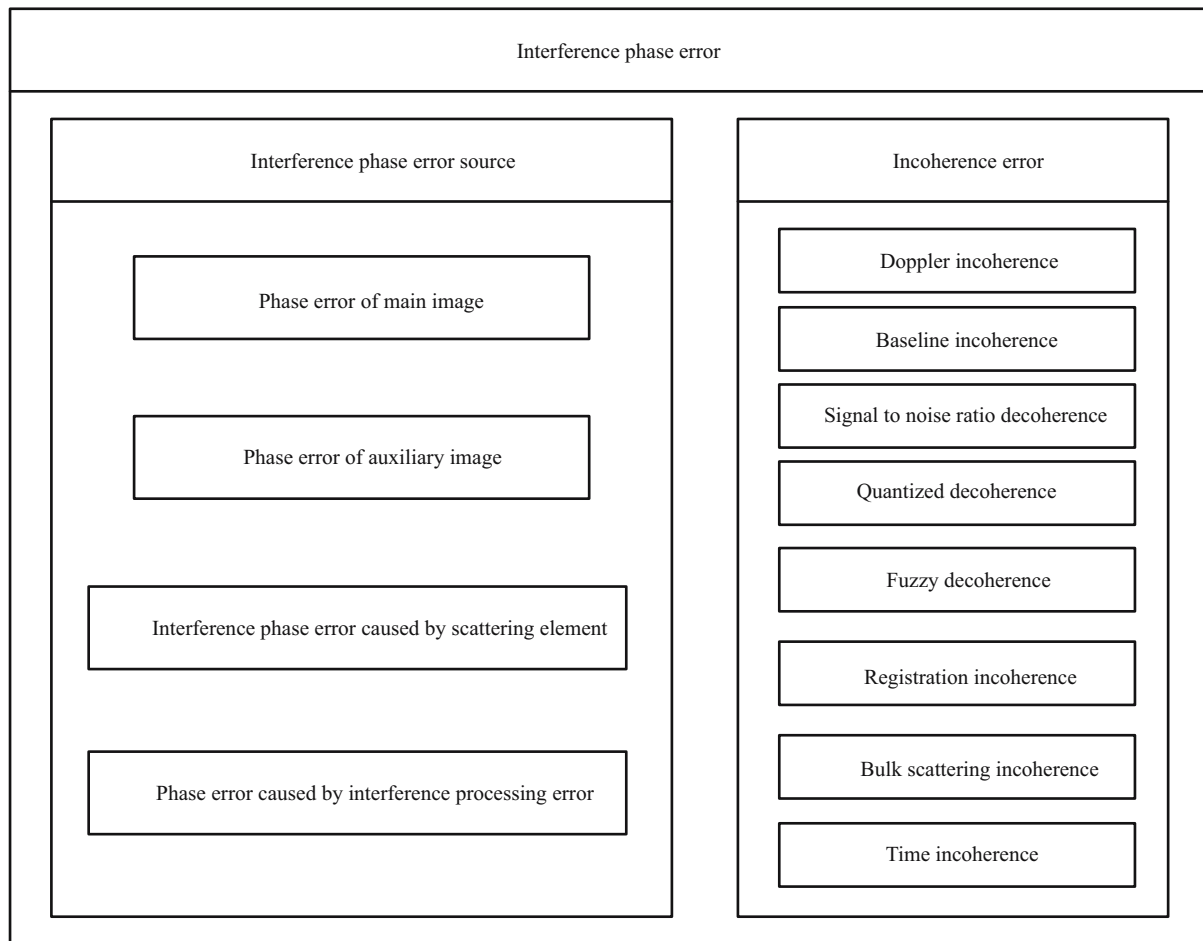 Interference phase error
Interference phase error source
Phase error of main image
Phase error of auxiliary image
Interference phase error caused by scattering element
Phase error caused by interference processing error
Incoherence error
Doppler incoherence
Baseline incoherence
Signal to noise ratio decoherence
Quantized decoherence
Fuzzy decoherence
Registration incoherence
Bulk scattering incoherence
Time incoherence